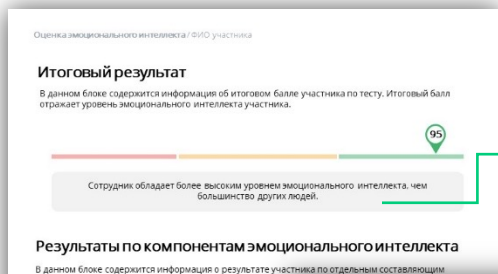 Оценка эмоционального интеллекта / ФИО участника
Итоговый результат
В данном блоке содержится информация об итоговом балле участника по тесту. Итоговый балл
отражает уровень эмоционального интеллекта участника.
95
Сотрудник обладает более высоким уровнем эмоционального интеллекта, чем
большинство других людей.
Результаты по компонентам эмоционального интеллекта
В данном блоке содержится информация о результате участника по отдельным составляющим